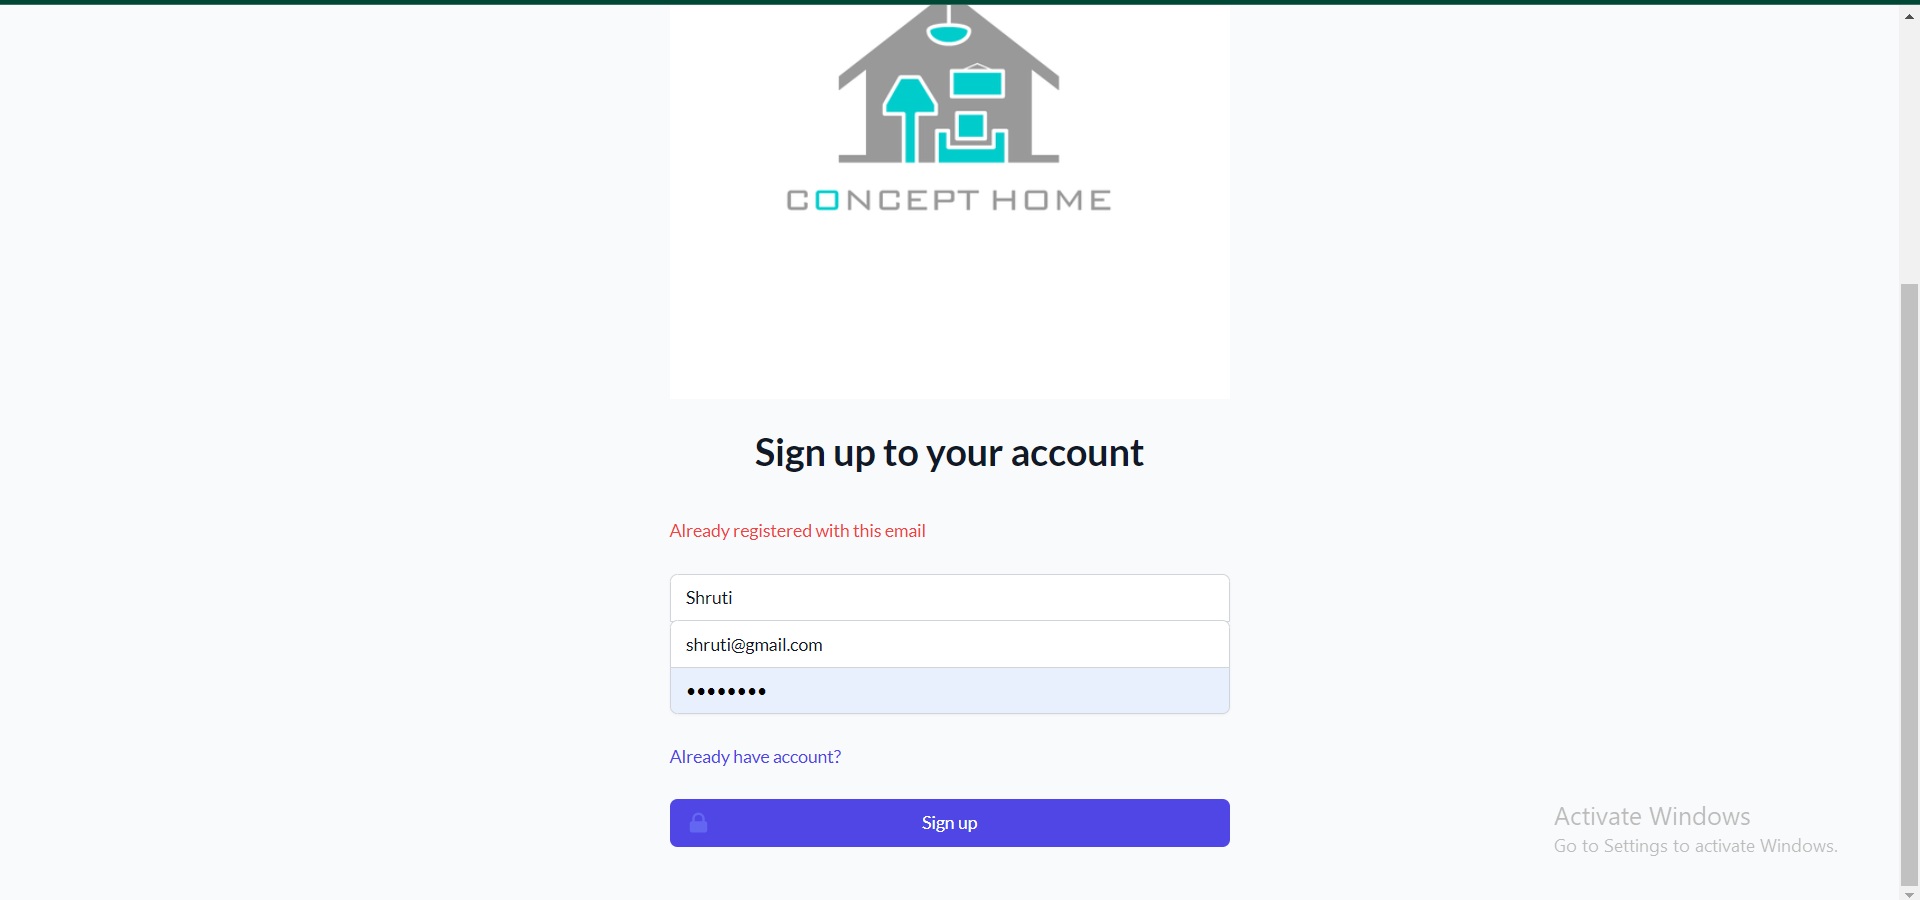 CONCEPT HOME
Sign up to your account
Already registered with this email
Shruti
shruti@gmail.com
••••••••
Already have account?
Sign up
Activate Windows
Go to Settings to activate Windows.